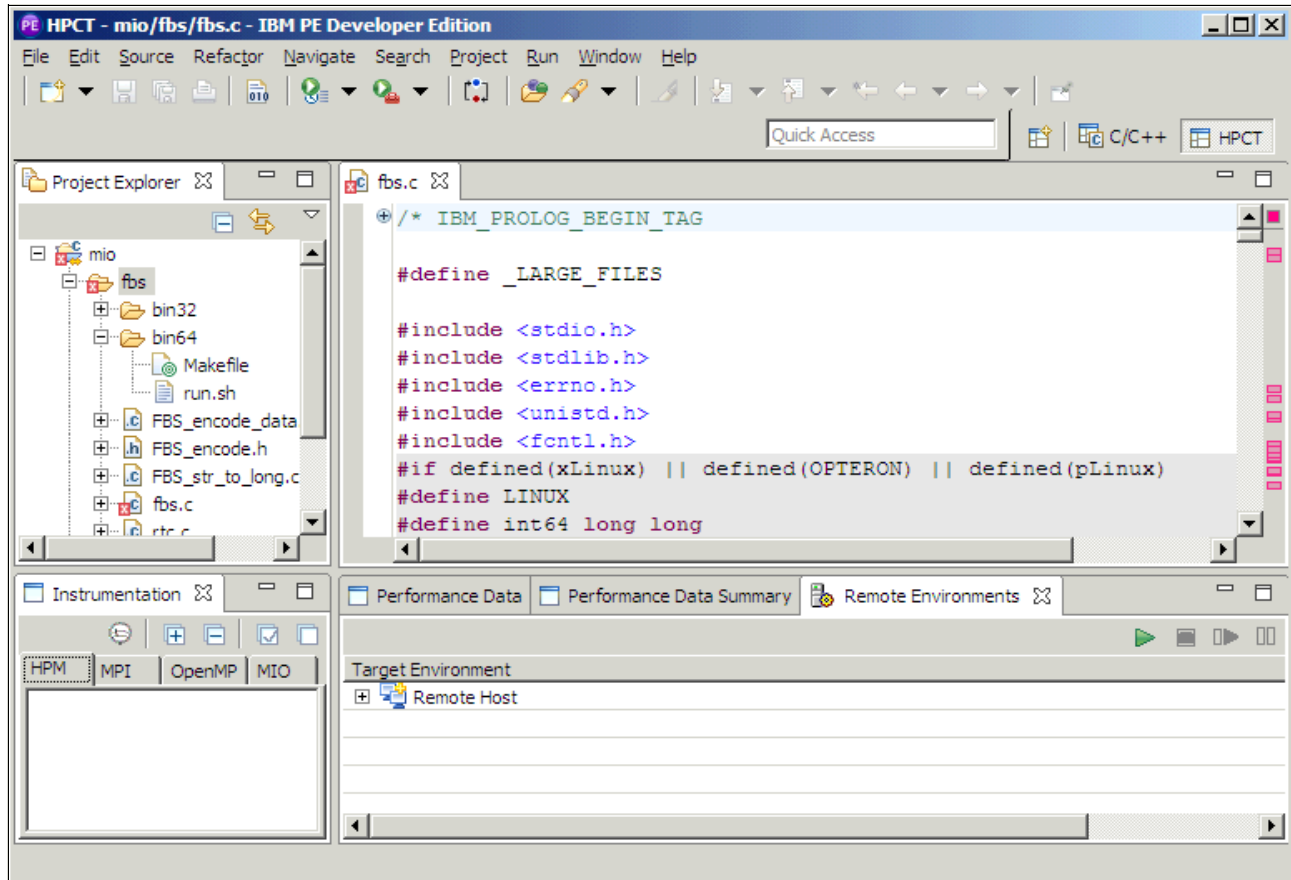 PE HPCT - mio/fbs/fbs.c - IBM PE Developer Edition
File Edit Source Refactor Navigate Search Project Run Window Help
010
Quick Access C/C++ HPCT
Project Explorer
mio
fbs
bin32
bin64
Makefile
run.sh
.c FBS_encode_data
.h FBS_encode.h
.c FBS_str_to_long.c
c fbs.c
c rtc.c
fbs.c
/* IBM_PROLOG_BEGIN_TAG
#define _LARGE_FILES
#include <stdio.h>
#include <stdlib.h>
#include <errno.h>
#include <unistd.h>
#include <fcntl.h>
#if defined(xLinux) || defined(OPTERON) || defined(pLinux)
#define LINUX
#define int64 long long
Instrumentation
HPM MPI OpenMP MIO
Performance Data Performance Data Summary Remote Environments
Target Environment
Remote Host